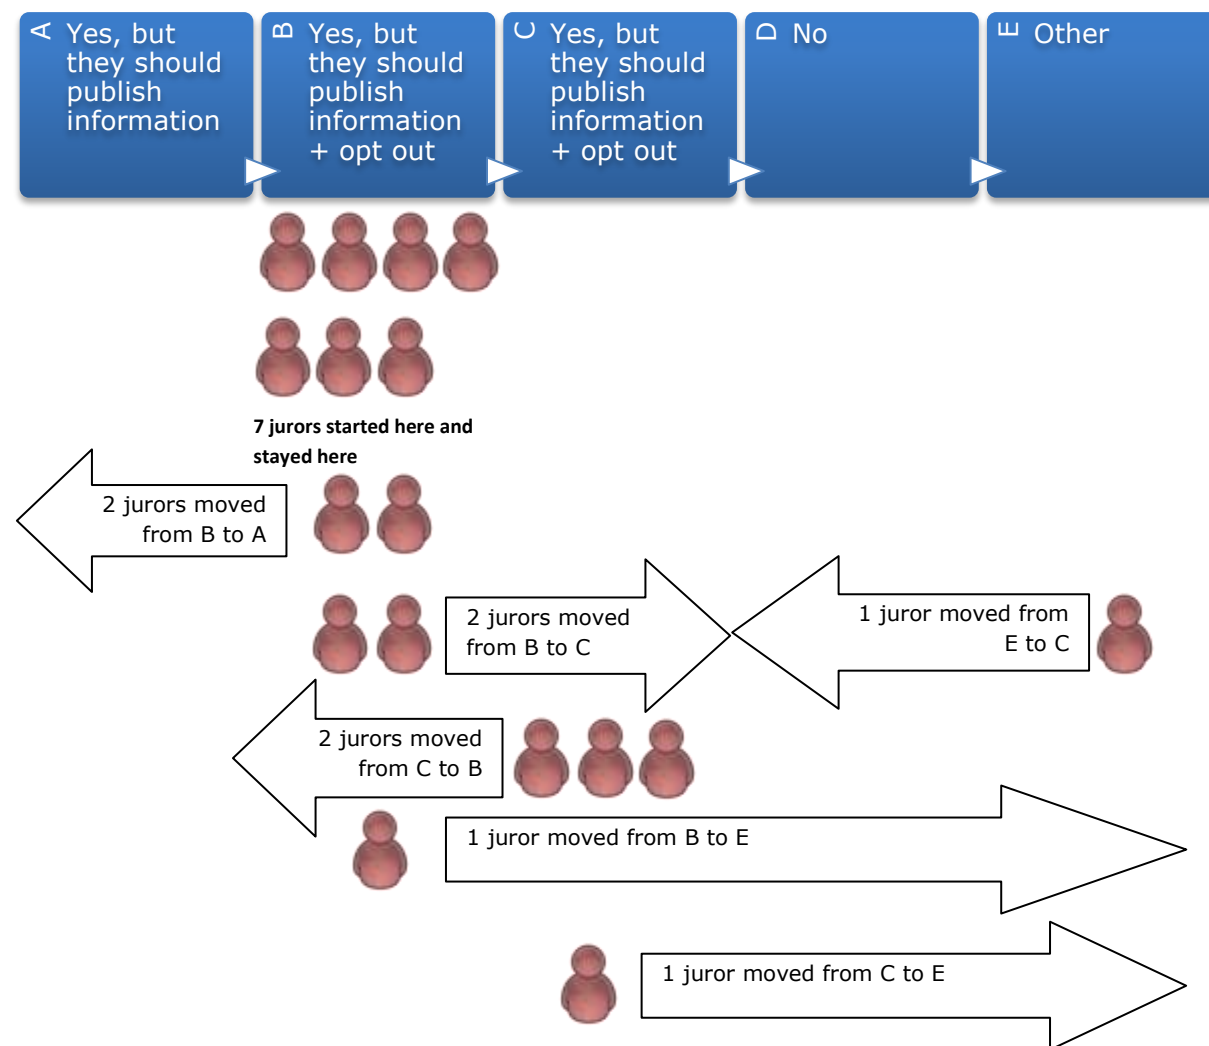 A
Yes, but
they should
publish
information
B
Yes, but
they should
publish
information
+ opt out
C
Yes, but
they should
publish
information
+ opt out
D
No
E
Other
7 jurors started here and
stayed here
2 jurors moved
from B to A
2 jurors moved
from B to C
1 juror moved from
E to C
2 jurors moved
from C to B
1 juror moved from B to E
1 juror moved from C to E